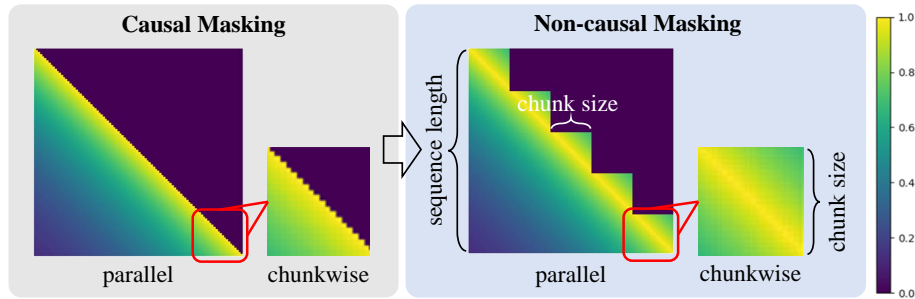 Causal Masking
parallel
chunkwise
Non-causal Masking
sequence length
chunk size
parallel
chunkwise
chunk size
1.0
0.8
0.6
0.4
0.2
0.0